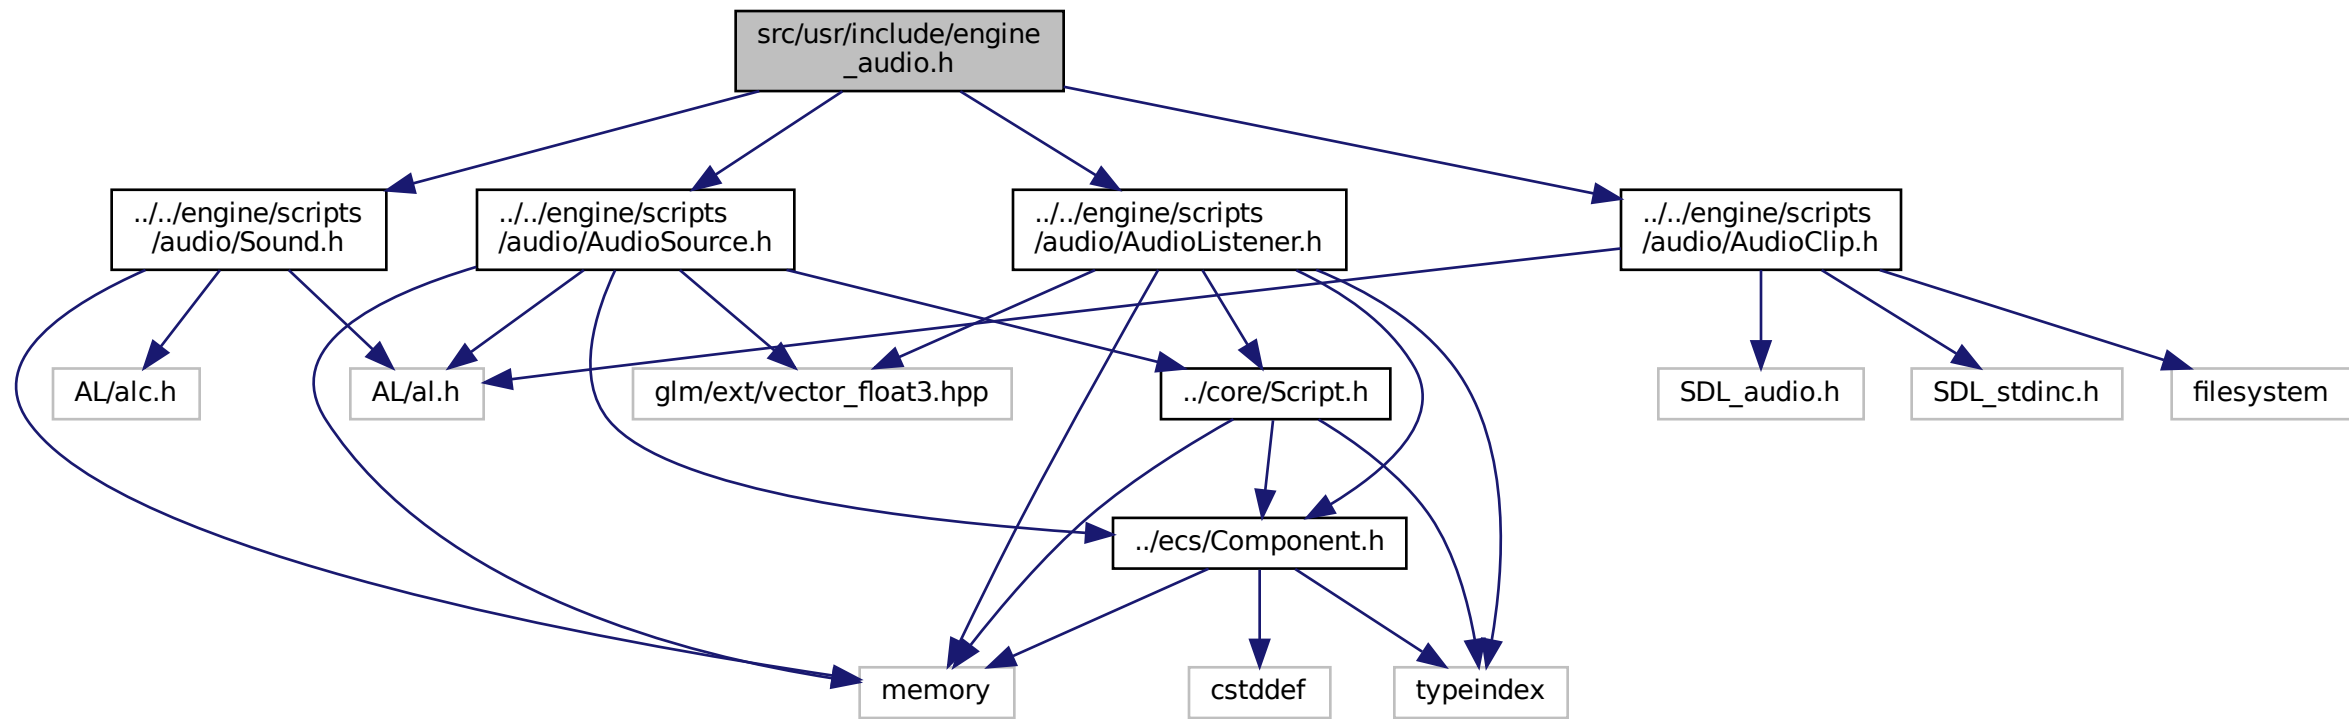 src/usr/include/engine
_audio.h
../../engine/scripts
/audio/Sound.h
../../engine/scripts
/audio/AudioSource.h
../../engine/scripts
/audio/AudioListener.h
../../engine/scripts
/audio/AudioClip.h
AL/alc.h
AL/al.h
glm/ext/vector_float3.hpp
../core/Script.h
SDL_audio.h
SDL_stdinc.h
filesystem
../ecs/Component.h
memory
cstddef
typeindex